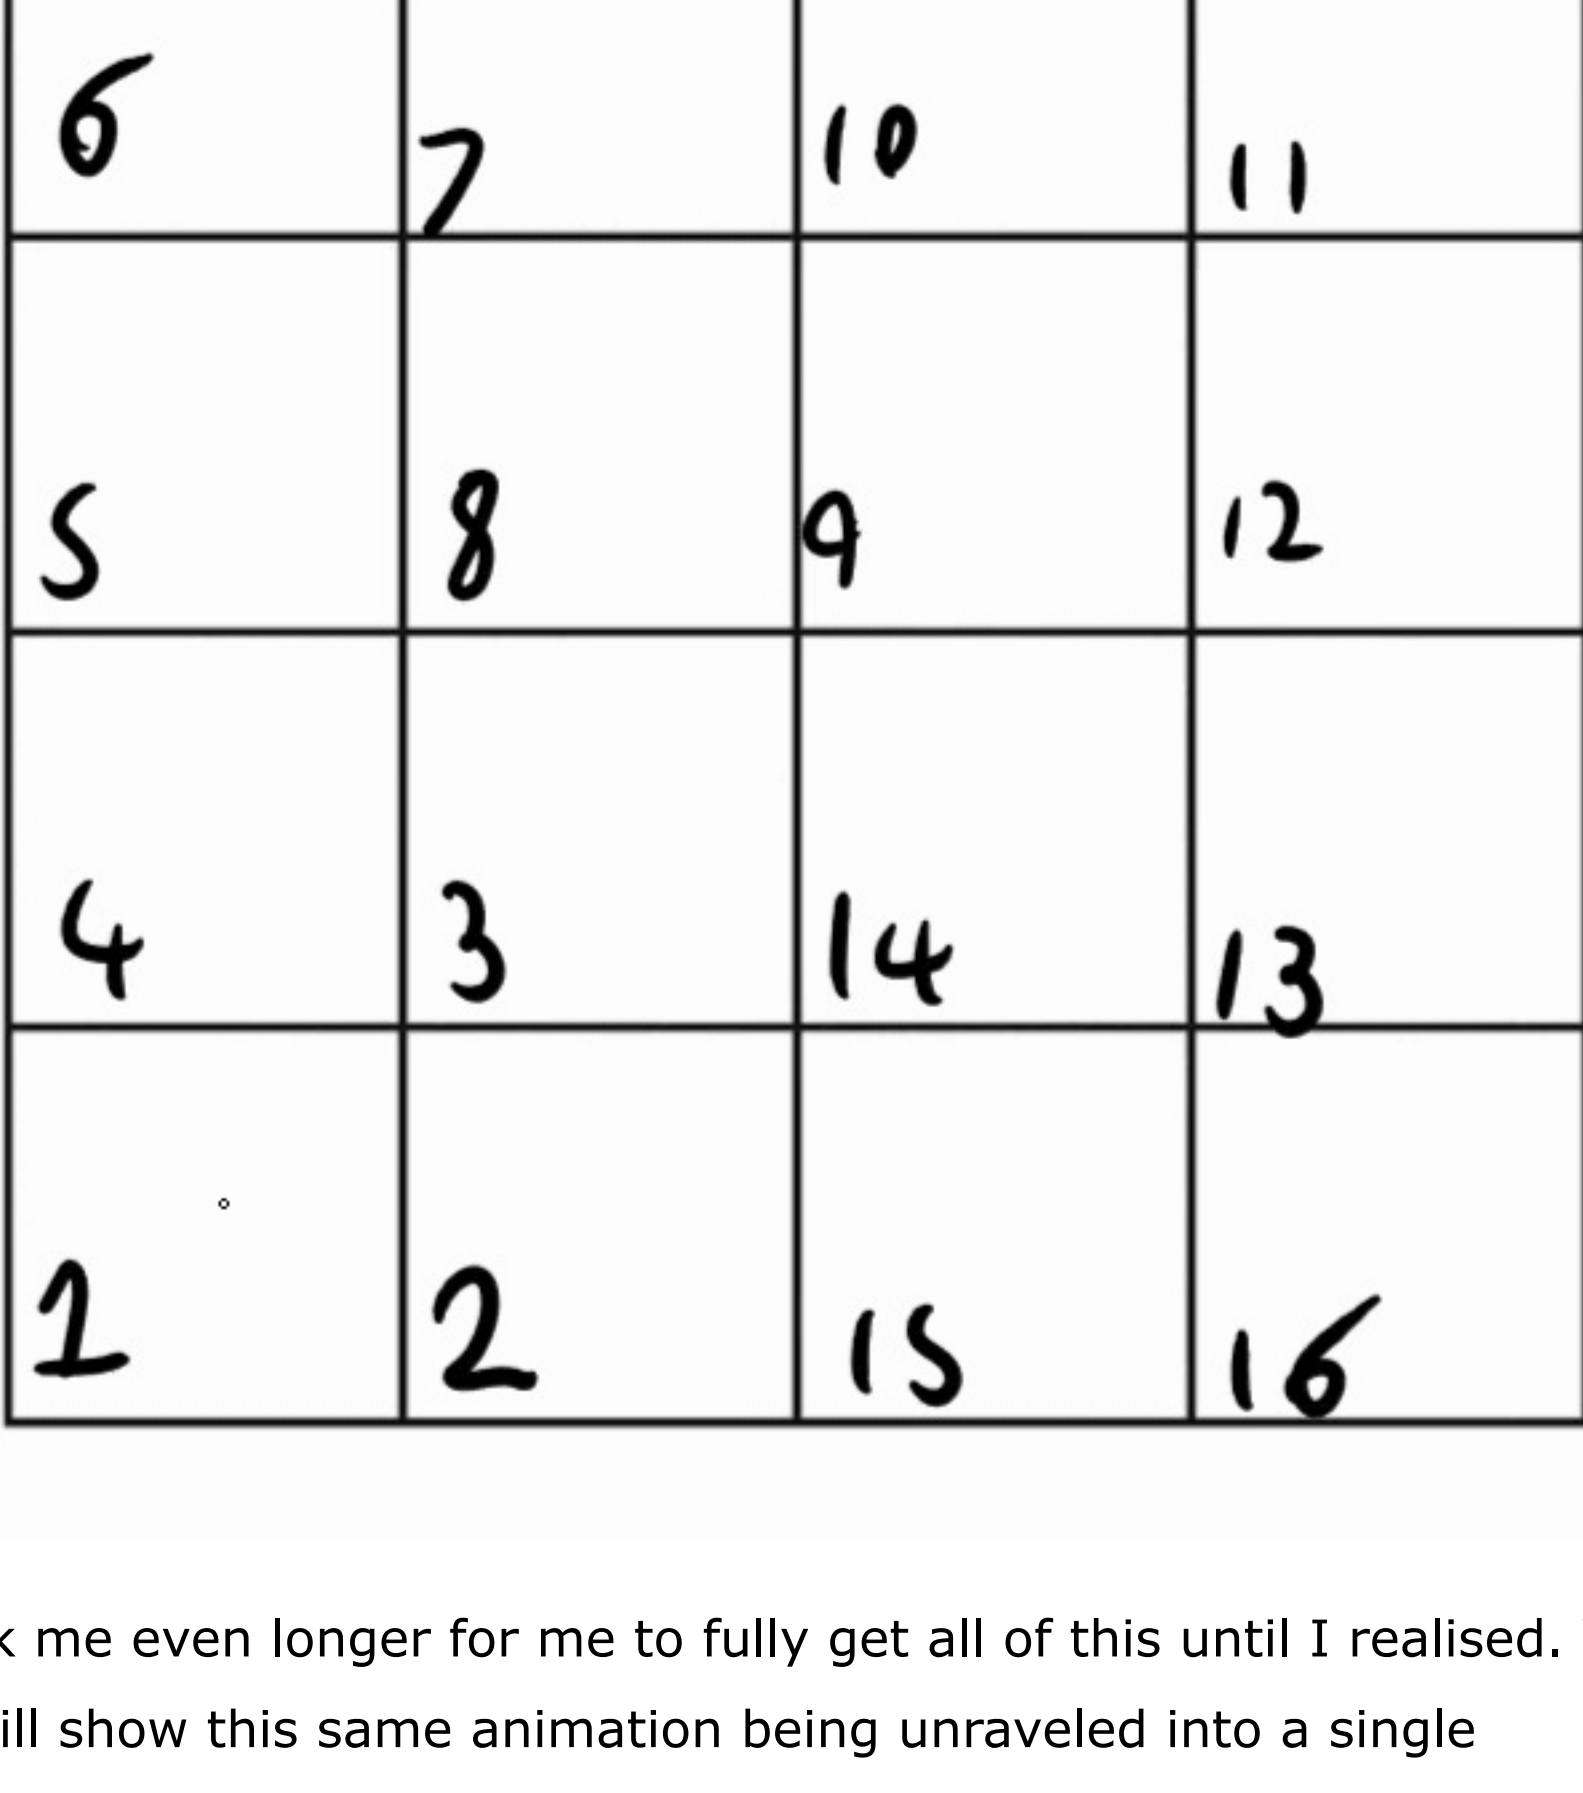 6 7 10 11
5 8 9 12
4 3 14 13
1 2 15 16
k me even longer for me to fully get all of this until I realised.
ill show this same animation being unraveled into a single